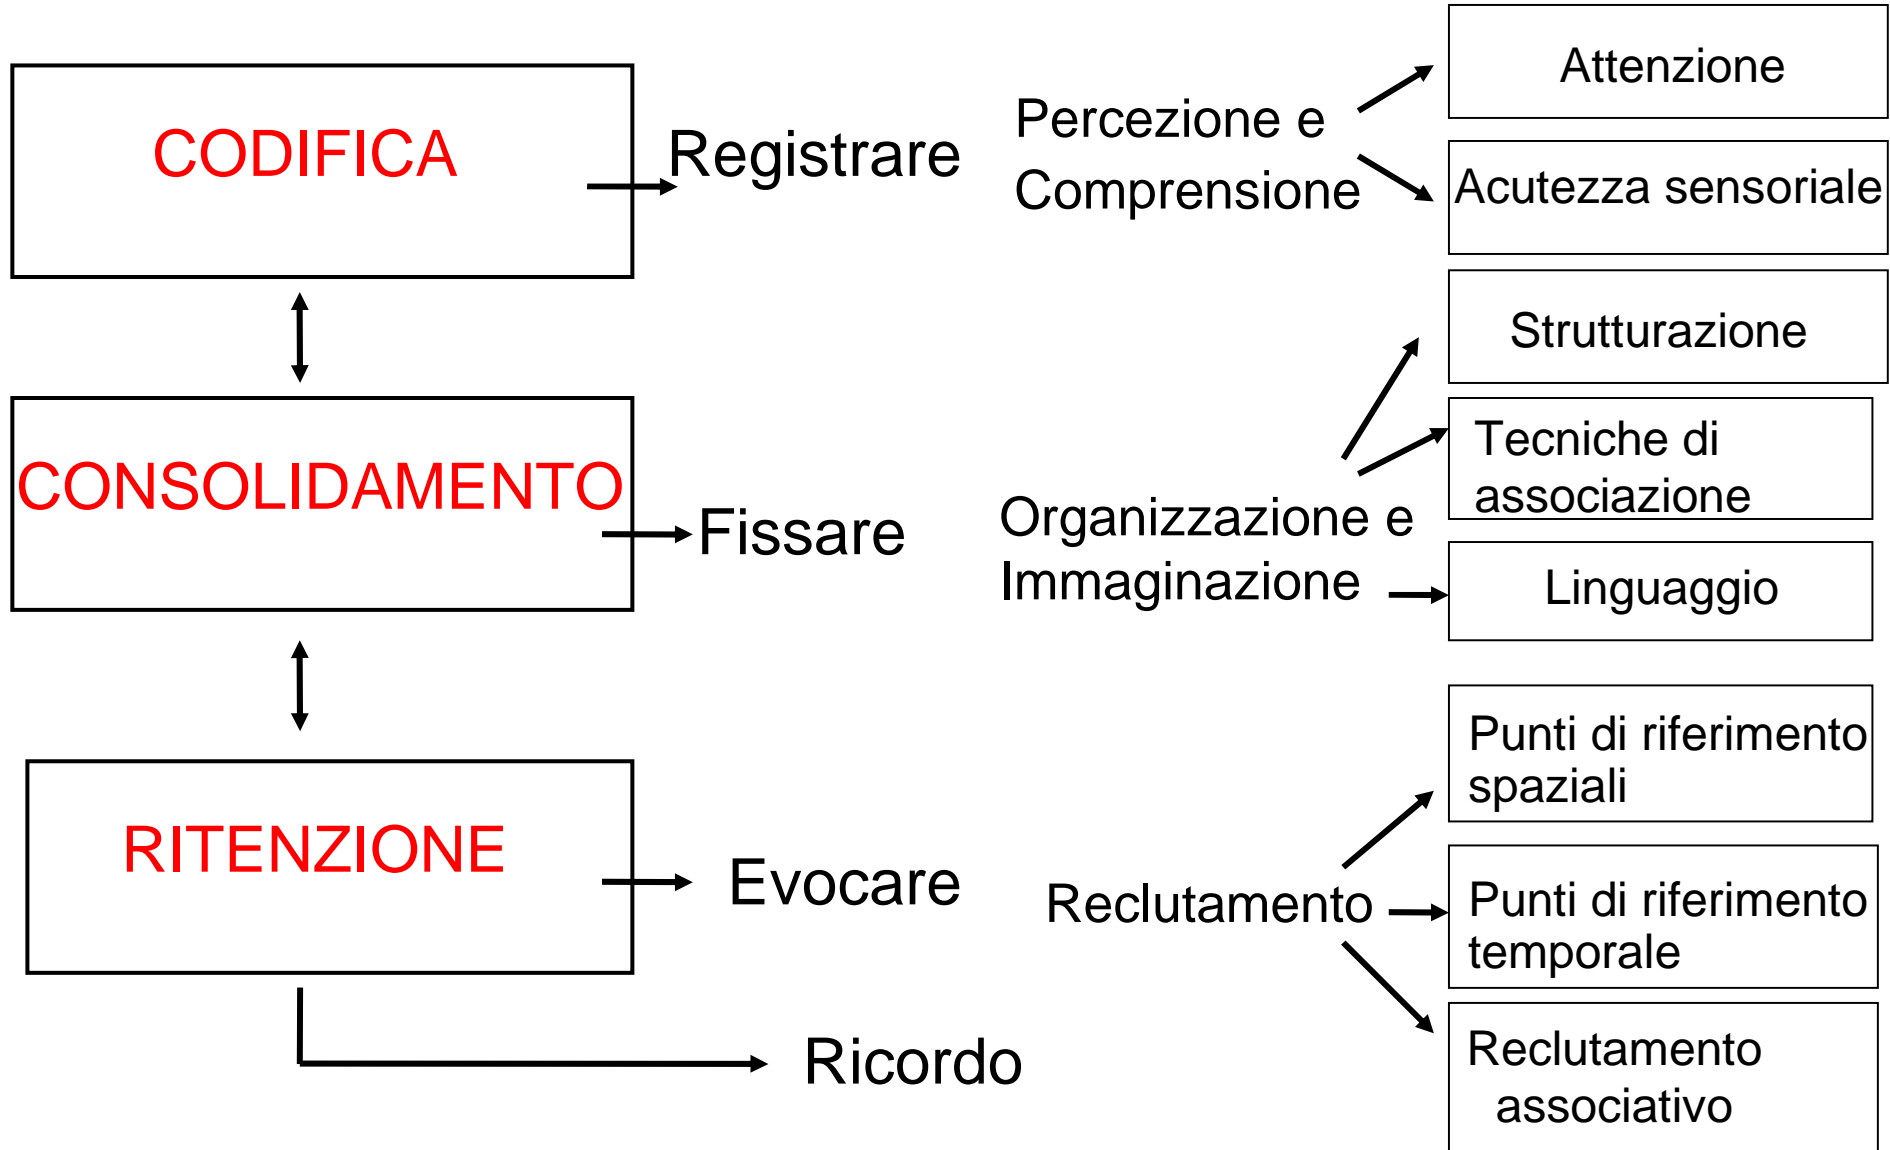 CODIFICA
Registrare
Percezione e
Comprensione
Attenzione
Acutezza sensoriale
CONSOLIDAMENTO
Fissare
Organizzazione e
Immaginazione
Strutturazione
Tecniche di
associazione
Linguaggio
RITENZIONE
Evocare
Reclutamento
Punti di riferimento
spaziali
Punti di riferimento
temporale
Reclutamento
associativo
Ricordo